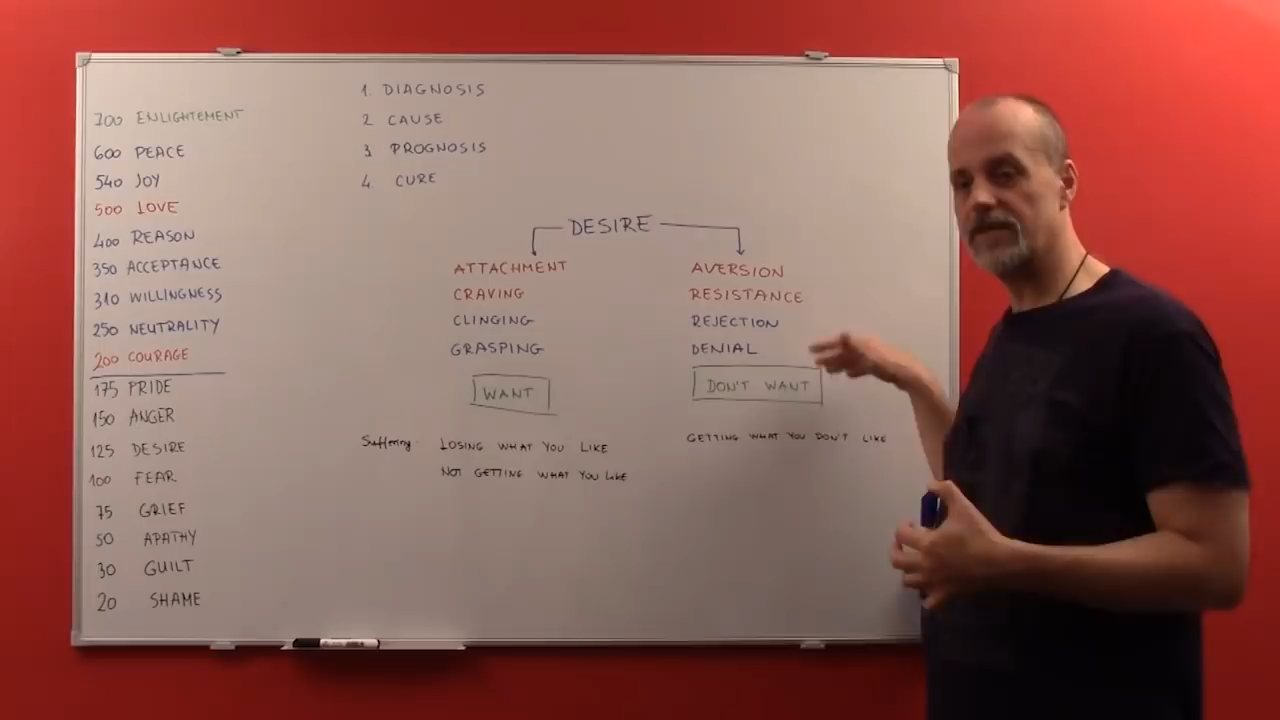 700 ENLIGHTEMENT
600 PEACE
540 JOY
500 LOVE
400 REASON
350 ACCEPTANCE
310 WILLINGNESS
250 NEUTRALITY
200 COURAGE
175 PRIDE
150 ANGER
125 DESIRE
100 FEAR
75 GRIEF
50 APATHY
30 GUILT
20 SHAME
1. DIAGNOSIS
2 CAUSE
3 PROGNOSIS
4. CURE
DESIRE
ATTACHMENT
CRAVING
CLINGING
GRASPING
WANT
AVERSION
RESISTANCE
REJECTION
DENIAL
DON'T WANT
Suffering: LOSING WHAT YOU LIKE
NOT GETTING WHAT YOU LIKE
GETTING WHAT YOU DON'T LIKE